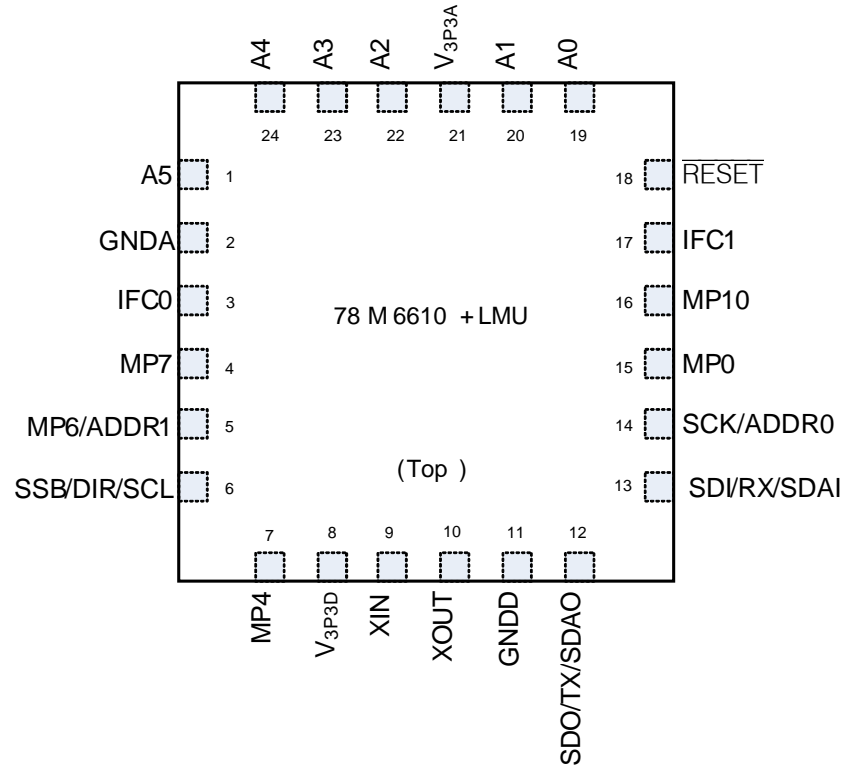 A4 A3 A2 V3P3A A1 A0
24 23 22 21 20 19
A5 1 18 RESET
GNDA 2 17 IFC1
IFC0 3 16 MP10
78 M 6610 +LMU
MP7 4 15 MP0
MP6/ADDR1 5 14 SCK/ADDR0
(Top )
SSB/DIR/SCL 6 13 SDI/RX/SDAI
7 8 9 10 11 12
MP4 V3P3D XIN XOUT GNDD SDO/TX/SDAO